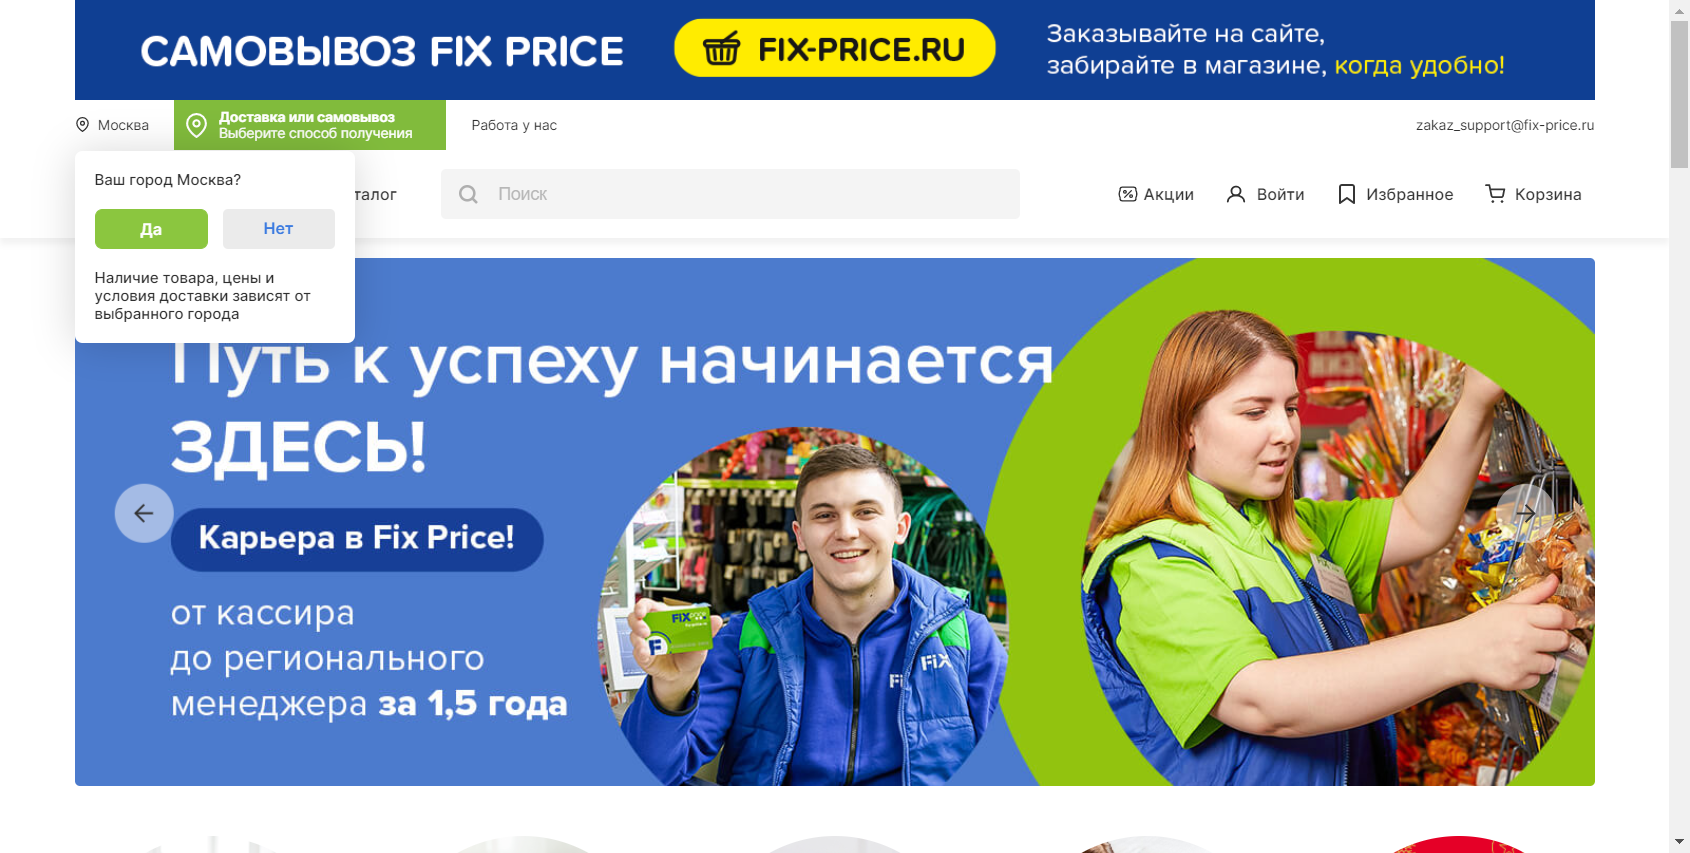 САМОВЫВОЗ FIX PRICE
FIX-PRICE.RU
Заказывайте на сайте,
забирайте в магазине, когда удобно!
Москва
Доставка или самовывоз
Выберите способ получения
Работа у нас
zakaz_support@fix-price.ru
Ваш город Москва?
Да
Нет
Наличие товара, цены и
условия доставки зависят от
выбранного города
талог
Поиск
Акции
Войти
Избранное
Корзина
Путь к успеху начинается
ЗДЕСЬ!
Карьера в Fix Price!
от кассира
до регионального
менеджера за 1,5 года
FIX
F
FiX